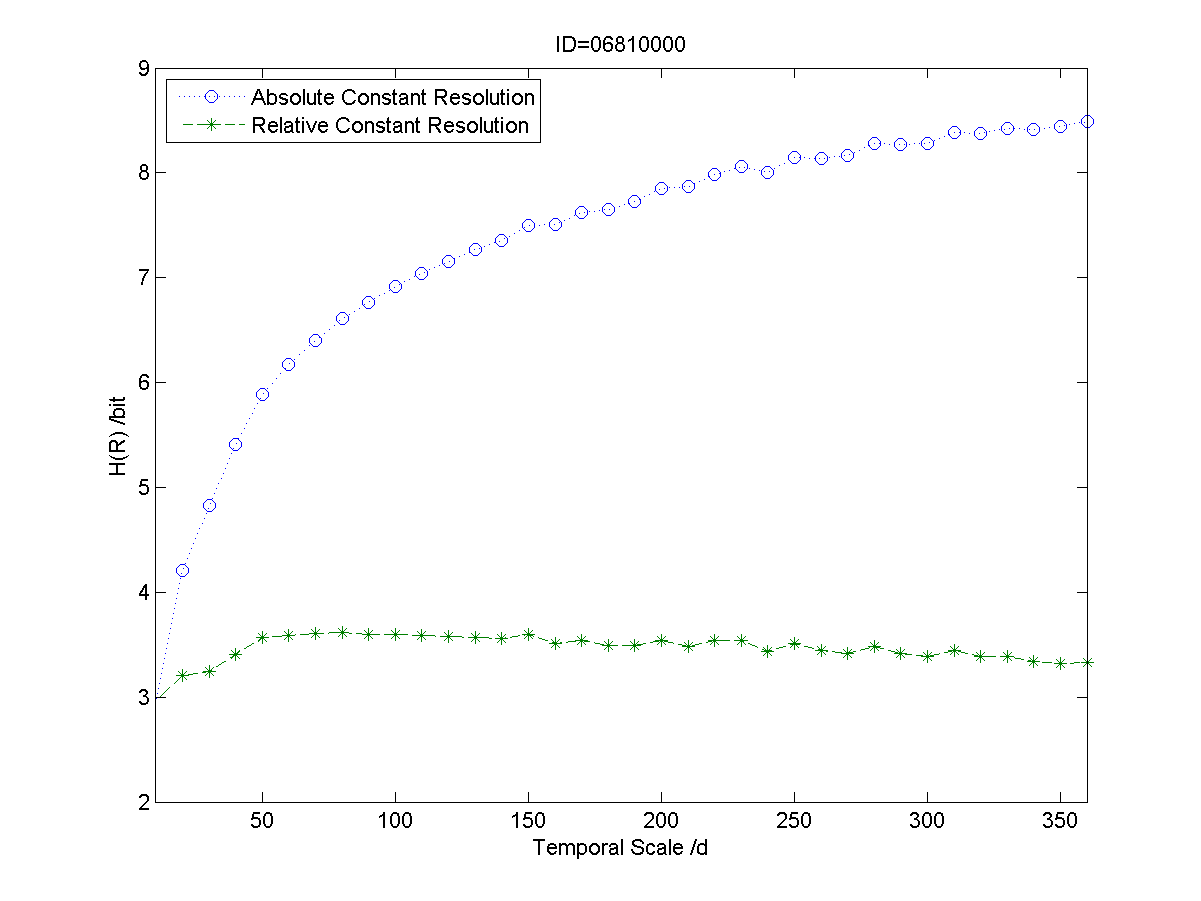 ID=06810000
9
Absolute Constant Resolution
Relative Constant Resolution
8
7
6
H(R) /bit
5
4
3
2
50 100 150 200 250 300 350
Temporal Scale /d